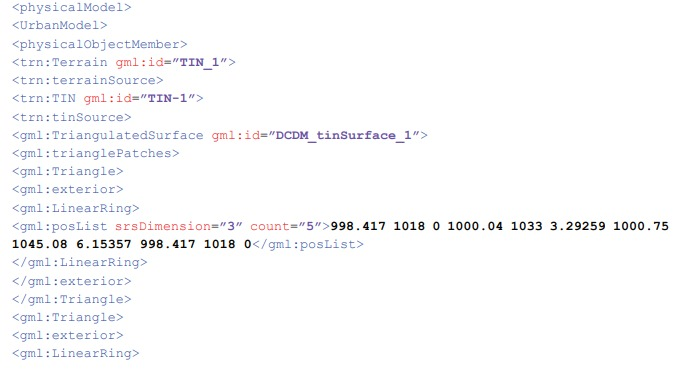 <physicalModel>
<UrbanModel>
<physicalObjectMember>
<trn:Terrain gml:id=”TIN_1”>
<trn:terrainSource>
<trn:TIN gml:id=”TIN-1”>
<trn:tinSource>
<gml:TriangulatedSurface gml:id=”DCDM_tinSurface_1”>
<gml:trianglePatches>
<gml:Triangle>
<gml:exterior>
<gml:LinearRing>
<gml:posList srsDimension=”3” count=”5”>998.417 1018 0 1000.04 1033 3.29259 1000.75
1045.08 6.15357 998.417 1018 0</gml:posList>
</gml:LinearRing>
</gml:exterior>
</gml:Triangle>
<gml:Triangle>
<gml:exterior>
<gml:LinearRing>